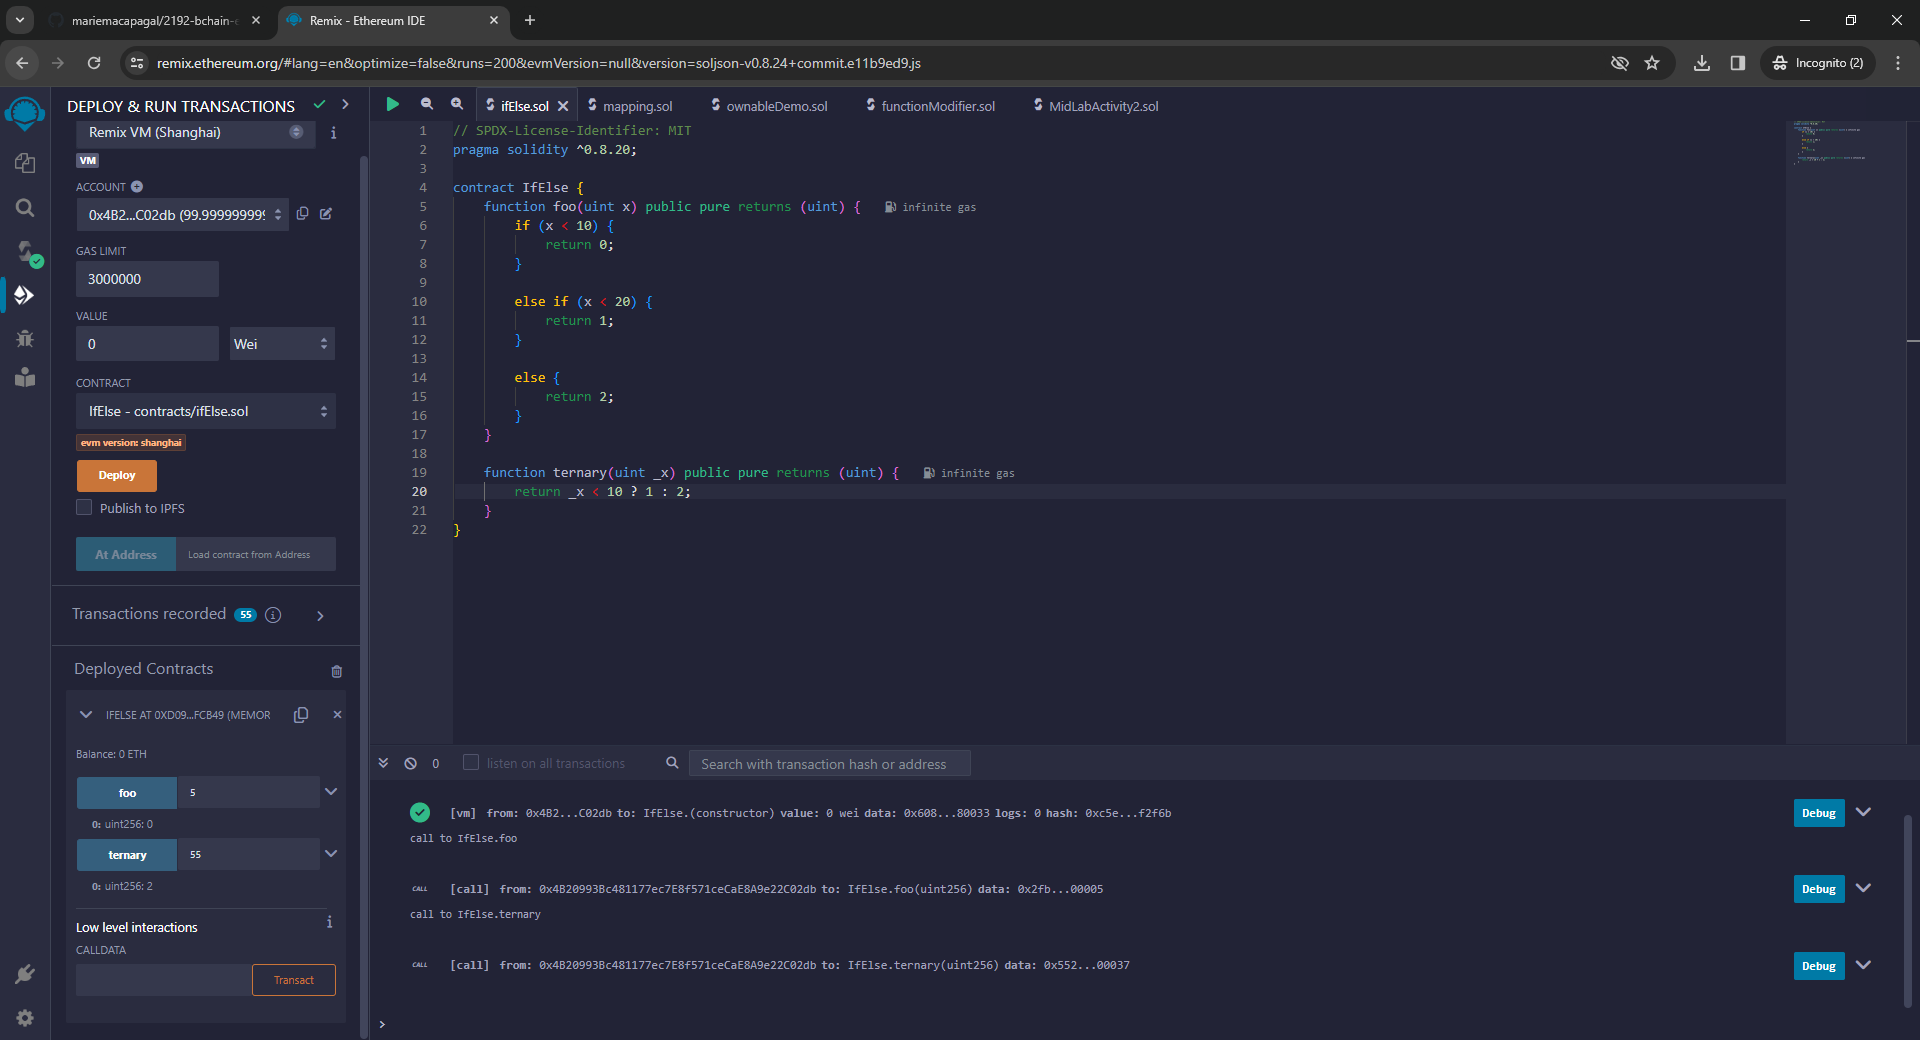 mariemacapagal/2192-bchain-e
Remix - Ethereum IDE
remix.ethereum.org/#lang=en&optimize=false&runs=200&evmVersion=null&version=soljson-v0.8.24+commit.e11b9ed9.js
Incognito (2)
DEPLOY & RUN TRANSACTIONS
Remix VM (Shanghai)
VM
ACCOUNT
0x4B2...C02db (99.9999999999
GAS LIMIT
3000000
VALUE
0
Wei
CONTRACT
IfElse - contracts/ifElse.sol
evm version: shanghai
Deploy
Publish to IPFS
At Address
Load contract from Address
Transactions recorded 55
Deployed Contracts
IFELSE AT 0XD09...FCB49 (MEMOR
Balance: 0 ETH
foo
5
0: uint256: 0
ternary
55
0: uint256: 2
Low level interactions
CALLDATA
Transact
ifElse.sol
mapping.sol
ownableDemo.sol
functionModifier.sol
MidLabActivity2.sol
1 // SPDX-License-Identifier: MIT
2 pragma solidity ^0.8.20;
3
4 contract IfElse {
5 function foo(uint x) public pure returns (uint) { infinite gas
6 if (x < 10) {
7 return 0;
8 }
9
10 else if (x < 20) {
11 return 1;
12 }
13
14 else {
15 return 2;
16 }
17 }
18
19 function ternary(uint _x) public pure returns (uint) { infinite gas
20 return _x < 10 ? 1 : 2;
21 }
22 }
0
listen on all transactions
Search with transaction hash or address
[vm] from: 0x4B2...C02db to: IfElse.(constructor) value: 0 wei data: 0x608...80033 logs: 0 hash: 0xc5e...f2f6b
Debug
call to IfElse.foo
CALL [call] from: 0x4B20993Bc481177ec7E8f571ceCaE8A9e22C02db to: IfElse.foo(uint256) data: 0x2fb...00005
Debug
call to IfElse.ternary
CALL [call] from: 0x4B20993Bc481177ec7E8f571ceCaE8A9e22C02db to: IfElse.ternary(uint256) data: 0x552...00037
Debug
>